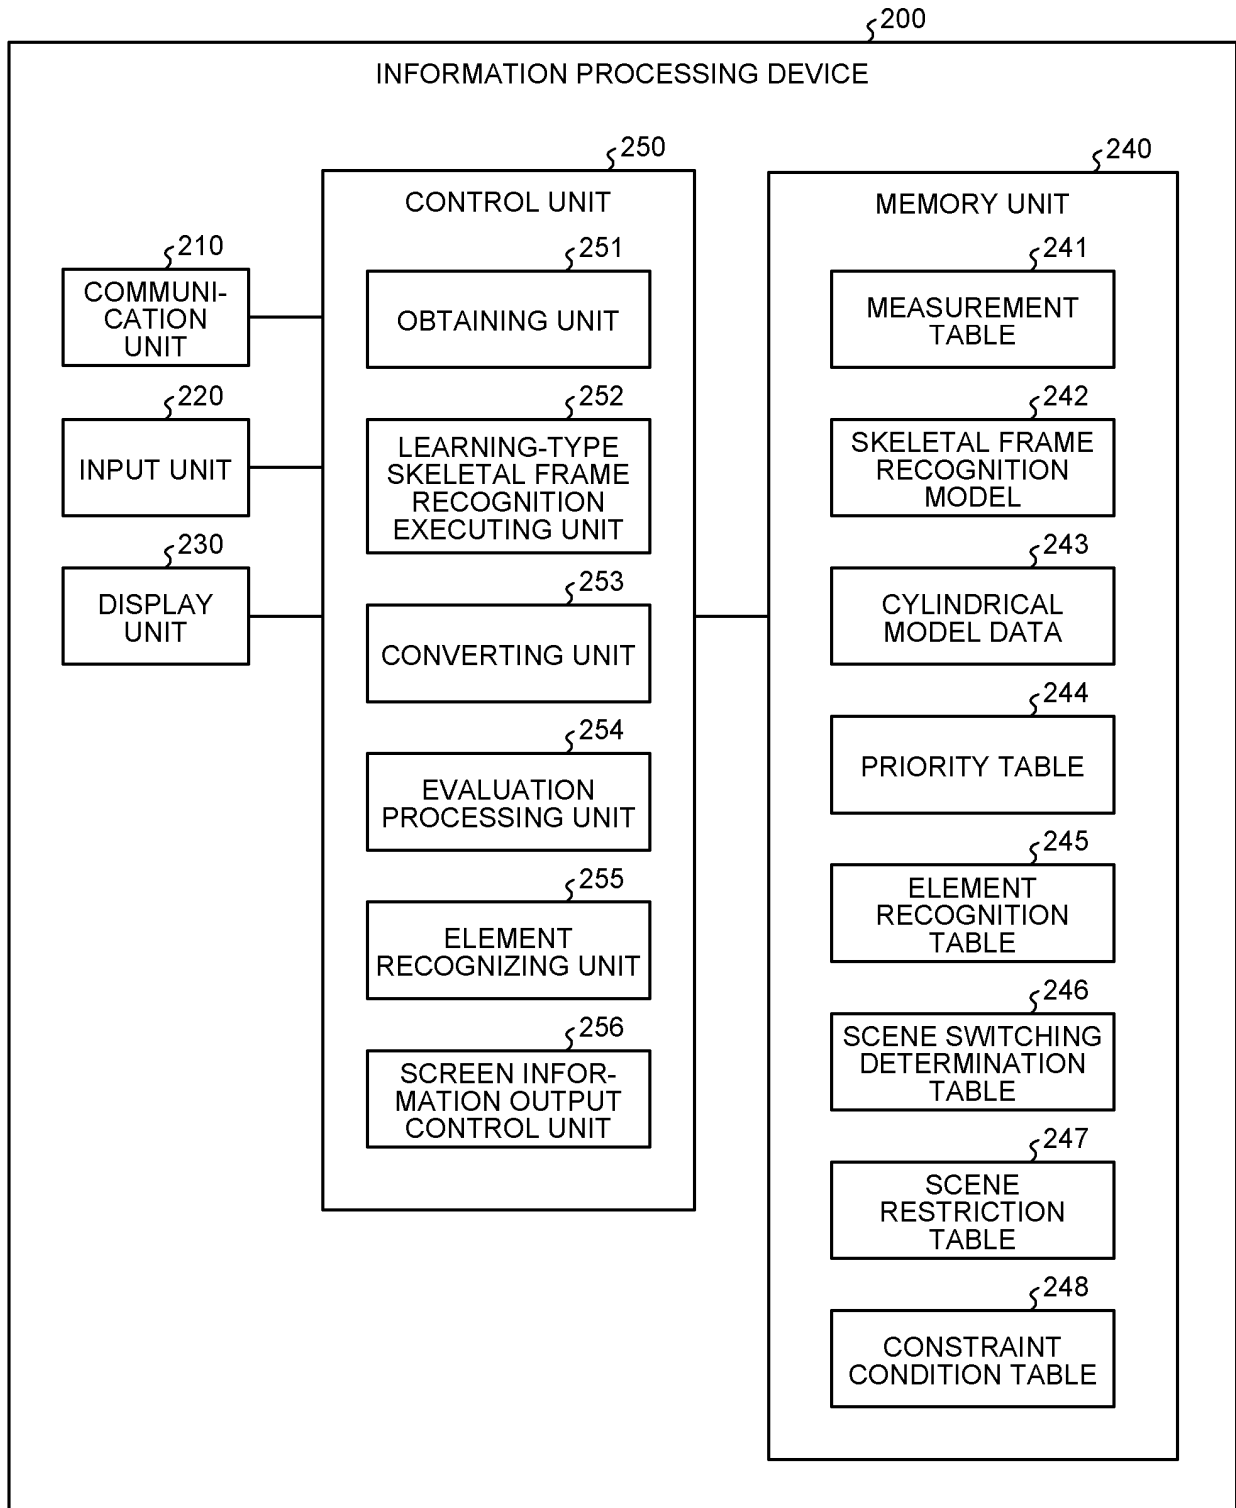 200
INFORMATION PROCESSING DEVICE
210
COMMUNI-
CATION
UNIT
220
INPUT UNIT
230
DISPLAY
UNIT
250
CONTROL UNIT
251
OBTAINING UNIT
252
LEARNING-TYPE
SKELETAL FRAME
RECOGNITION
EXECUTING UNIT
253
CONVERTING UNIT
254
EVALUATION
PROCESSING UNIT
255
ELEMENT
RECOGNIZING UNIT
256
SCREEN INFOR-
MATION OUTPUT
CONTROL UNIT
240
MEMORY UNIT
241
MEASUREMENT
TABLE
242
SKELETAL FRAME
RECOGNITION
MODEL
243
CYLINDRICAL
MODEL DATA
244
PRIORITY TABLE
245
ELEMENT
RECOGNITION
TABLE
246
SCENE SWITCHING
DETERMINATION
TABLE
247
SCENE
RESTRICTION
TABLE
248
CONSTRAINT
CONDITION TABLE